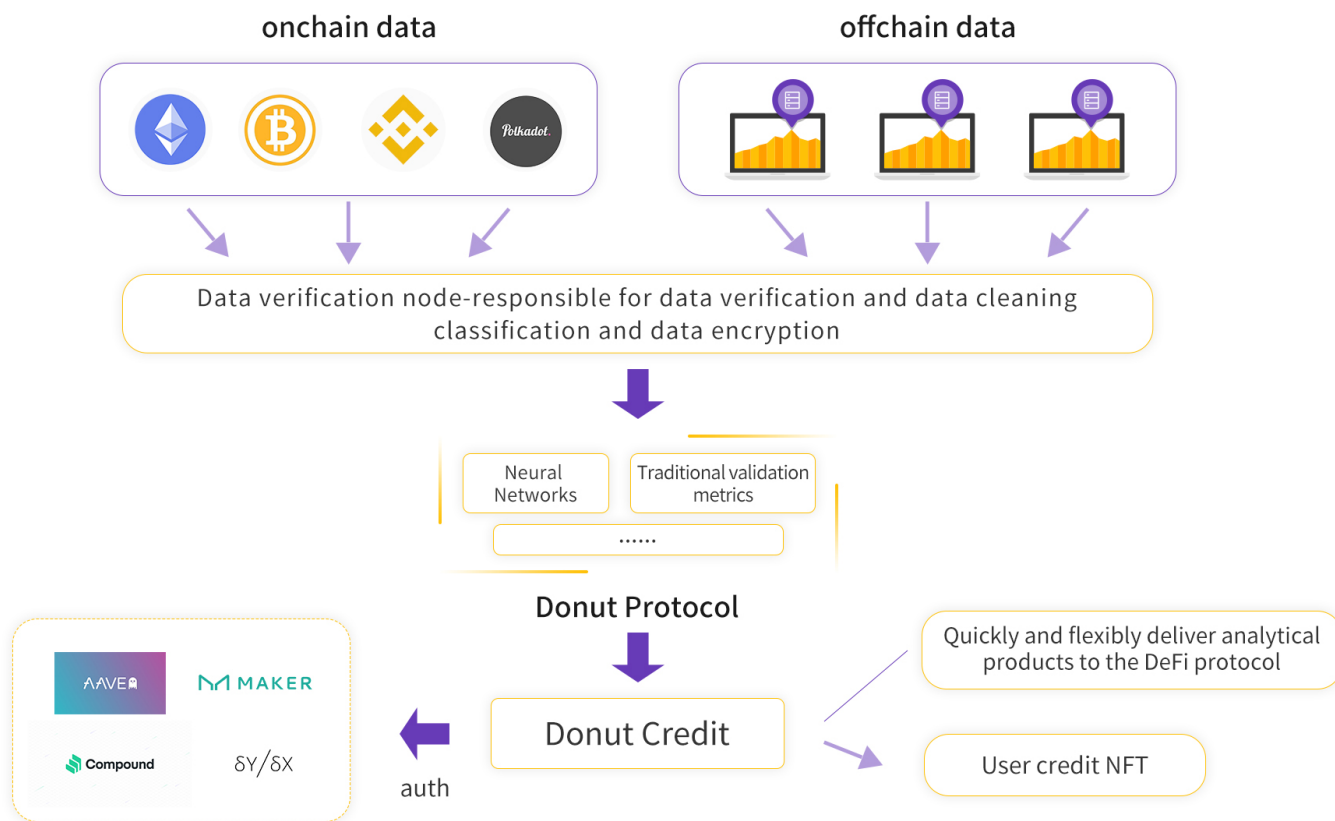 onchain data
offchain data
Polkadot.
Data verification node-responsible for data verification and data cleaning
classification and data encryption
Neural
Networks
Traditional validation
metrics
......
Donut Protocol
AAVE
MAKER
Compound
δY/δX
auth
Donut Credit
Quickly and flexibly deliver analytical
products to the DeFi protocol
User credit NFT